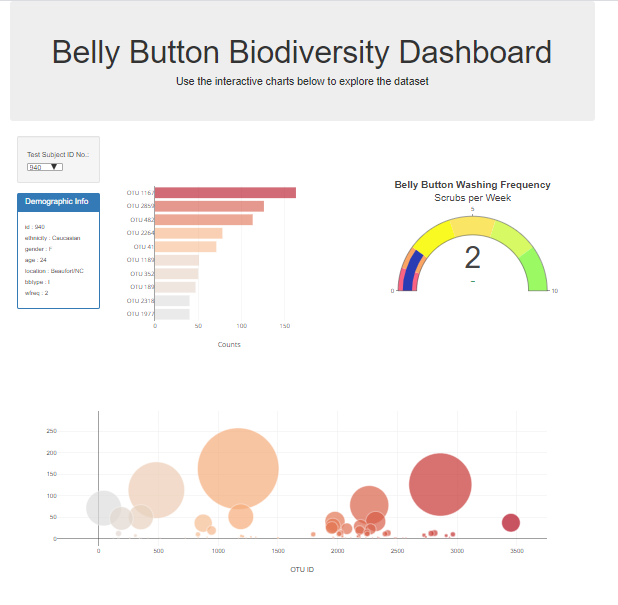 Belly Button Biodiversity Dashboard
Use the interactive charts below to explore the dataset
Test Subject ID No.:
940
Demographic Info
id : 940
ethnicity : Caucasian
gender : F
age : 24
location : Beaufort/NC
bbtype : I
wfreq : 2
OTU 1167
OTU 2859
OTU 482
OTU 2264
OTU 41
OTU 1189
OTU 352
OTU 189
OTU 2318
OTU 1977
0 50 100 150
Counts
Belly Button Washing Frequency
Scrubs per Week
5
0
10
2
–
250
200
150
100
50
0
0 500 1000 1500 2000 2500 3000 3500
OTU ID